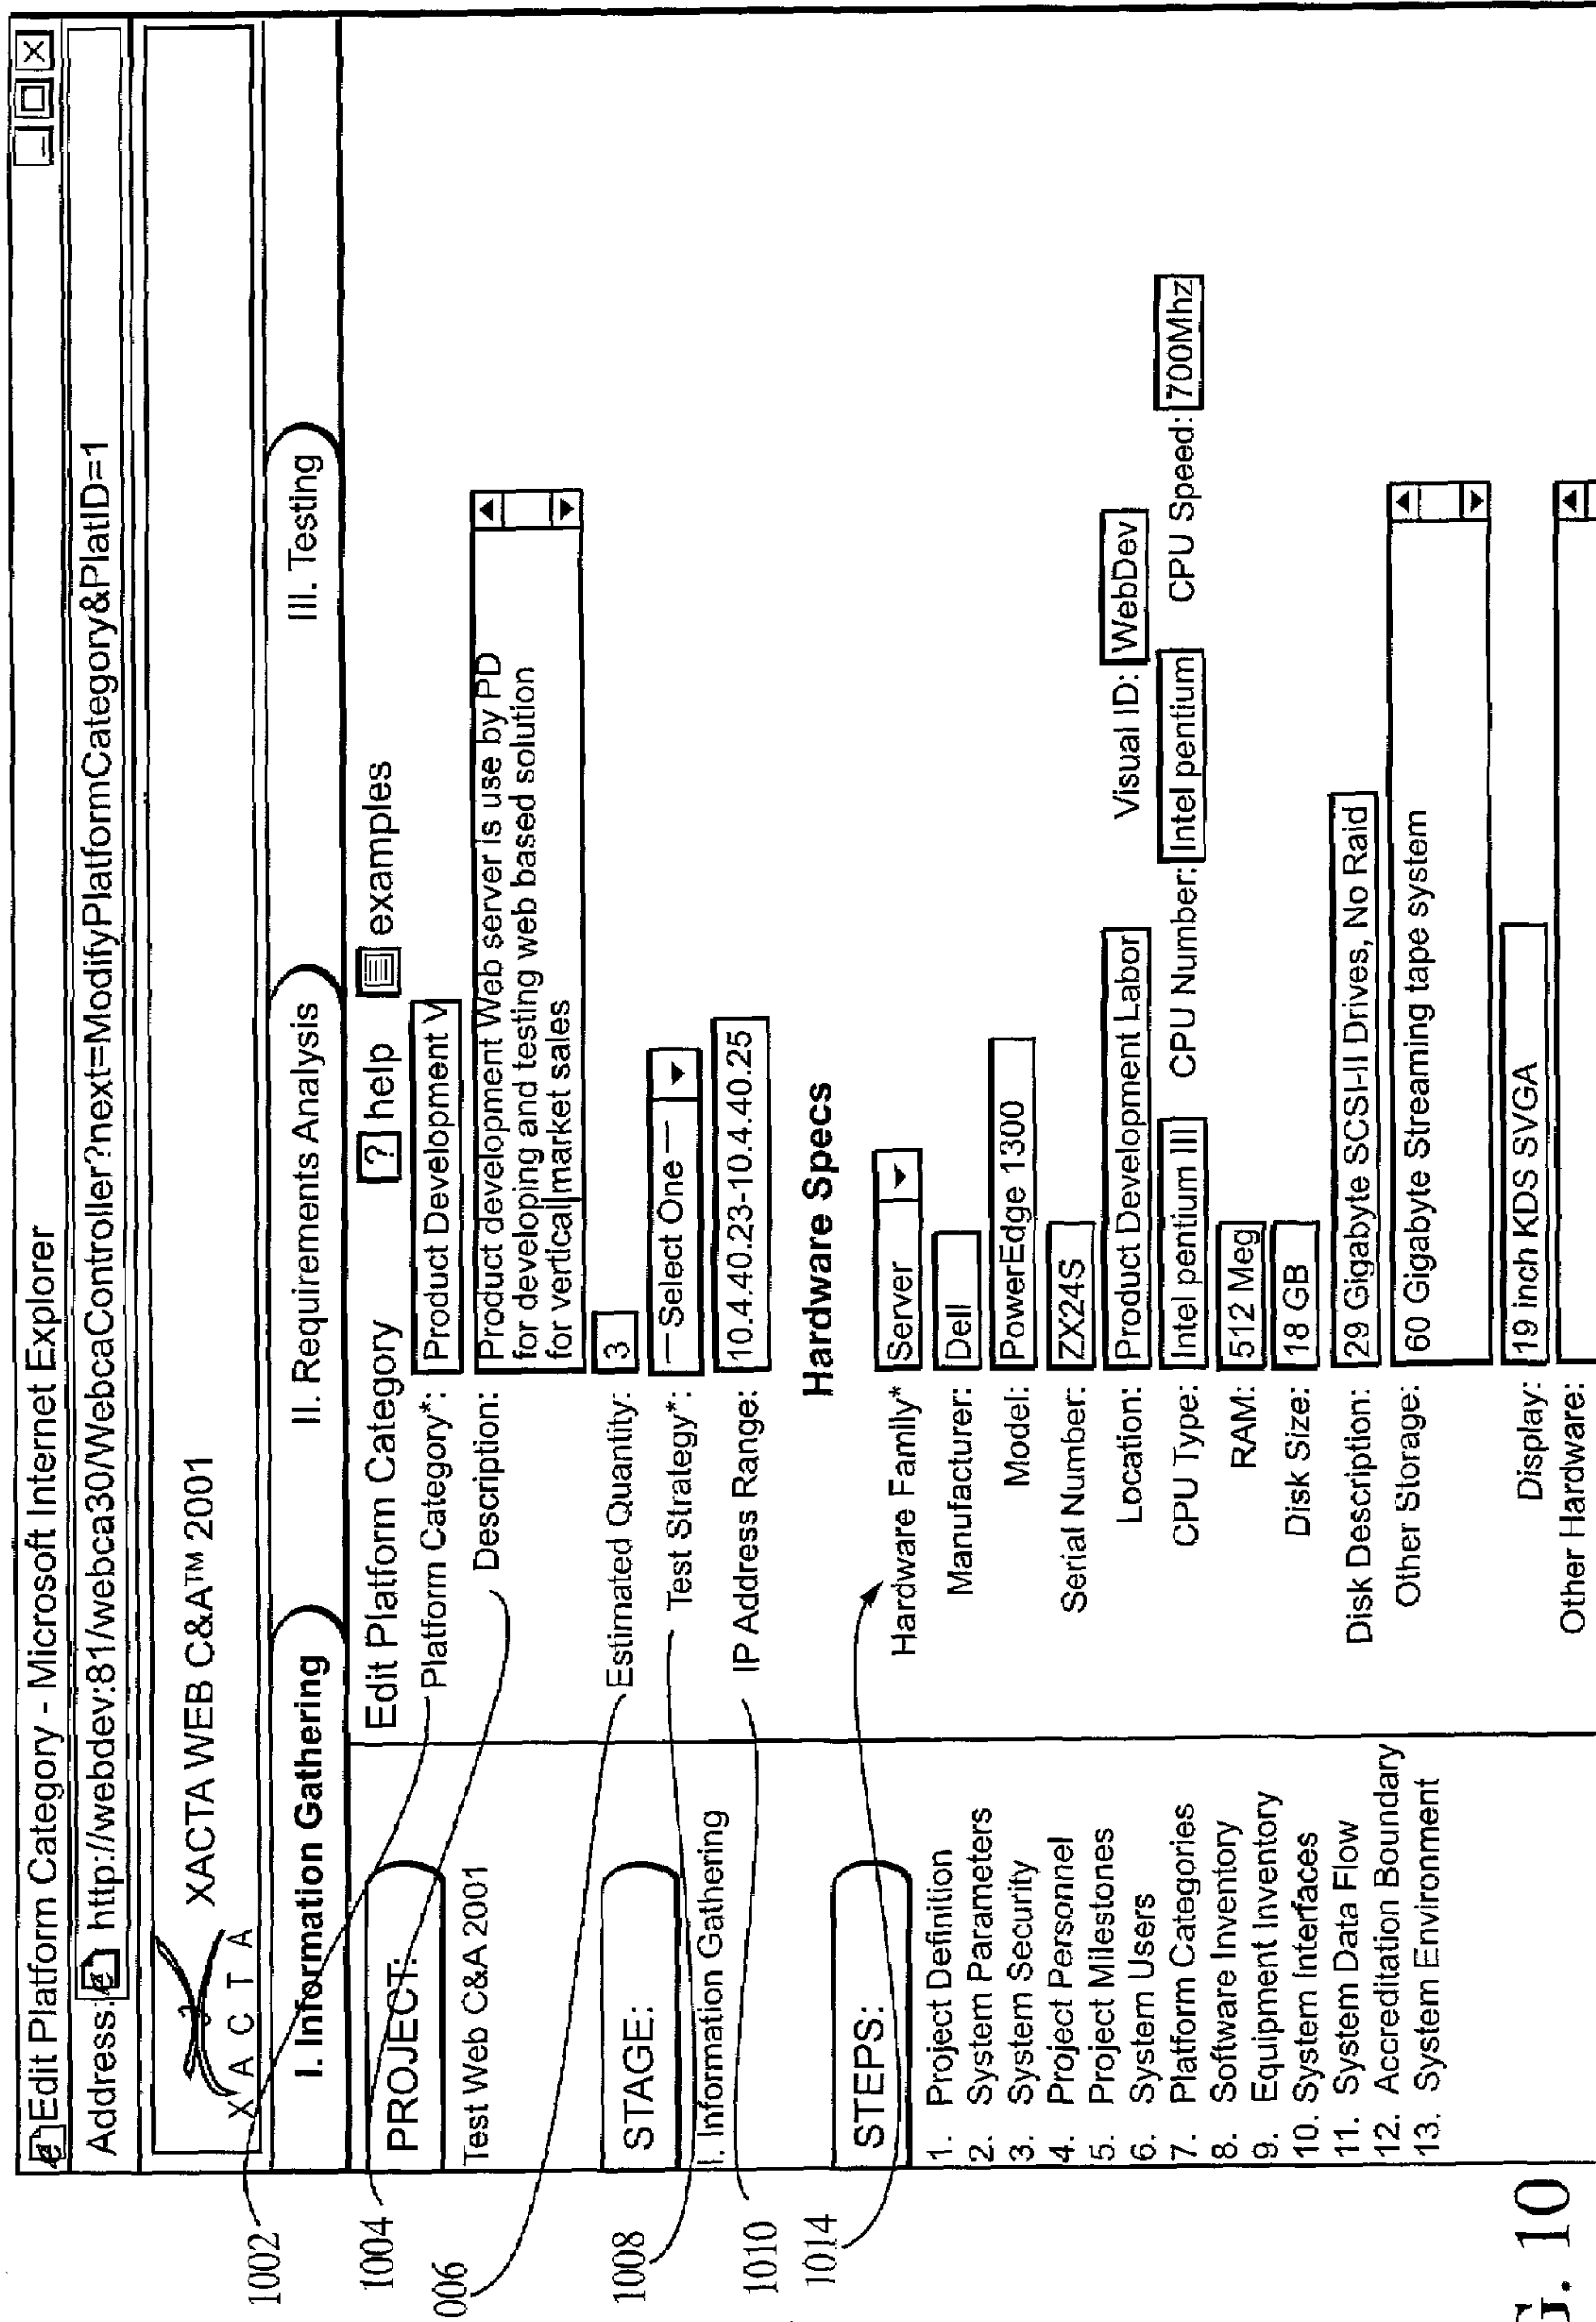 Edit Platform Category - Microsoft Internet Explorer
Address: http://webdev:81/webca30/WebcaController?next=ModifyPlatformCategory&PlatID=1
XACTA
XACTA WEB C&A™ 2001
I. Information Gathering
II. Requirements Analysis
III. Testing
PROJECT:
Test Web C&A 2001
STAGE:
I. Information Gathering
STEPS:
1. Project Definition
2. System Parameters
3. System Security
4. Project Personnel
5. Project Milestones
6. System Users
7. Platform Categories
8. Software Inventory
9. Equipment Inventory
10. System Interfaces
11. System Data Flow
12. Accreditation Boundary
13. System Environment
Edit Platform Category ? help examples
Platform Category*: Product Development
Description: Product development Web server is use by PD
for developing and testing web based solution
for vertical market sales
Estimated Quantity: 3
Test Strategy*: — Select One —
IP Address Range: 10.4.40.23-10.4.40.25
Hardware Specs
Hardware Family* Server
Manufacturer: Dell
Model: PowerEdge 1300
Serial Number: ZX24S
Location: Product Development Labor Visual ID: WebDev
CPU Type: Intel pentium III CPU Number: Intel pentium CPU Speed: 700Mhz
RAM: 512 Meg
Disk Size: 18 GB
Disk Description: 29 Gigabyte SCSI-II Drives, No Raid
Other Storage: 60 Gigabyte Streaming tape system
Display: 19 inch KDS SVGA
Other Hardware:
1002
1004
006
1008
1010
1014
G. 10